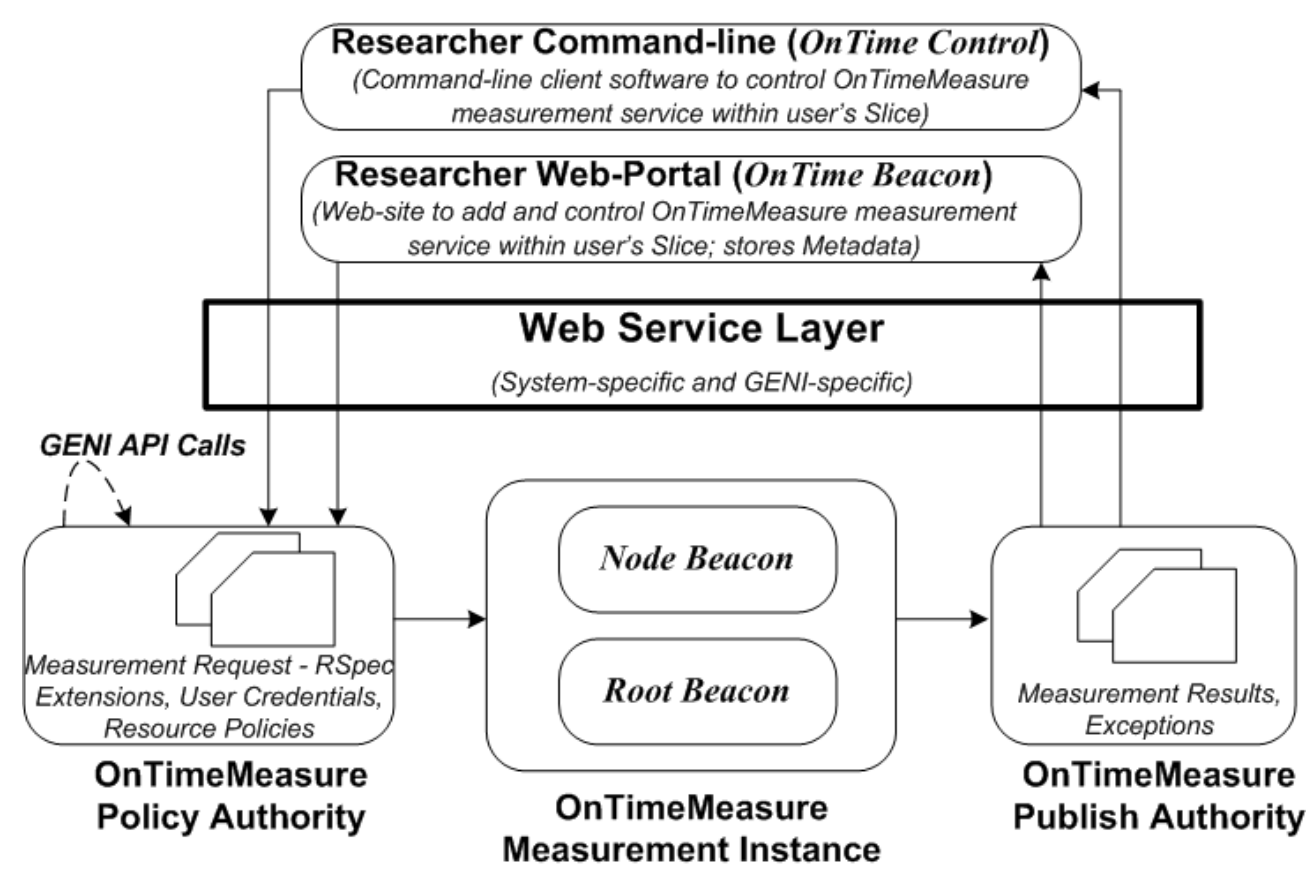 Researcher Command-line (OnTime Control)
(Command-line client software to control OnTimeMeasure
measurement service within user's Slice)
Researcher Web-Portal (OnTime Beacon)
(Web-site to add and control OnTimeMeasure measurement
service within user's Slice; stores Metadata)
Web Service Layer
(System-specific and GENI-specific)
GENI API Calls
Measurement Request - RSpec
Extensions, User Credentials,
Resource Policies
OnTimeMeasure
Policy Authority
Node Beacon
Root Beacon
OnTimeMeasure
Measurement Instance
Measurement Results,
Exceptions
OnTimeMeasure
Publish Authority